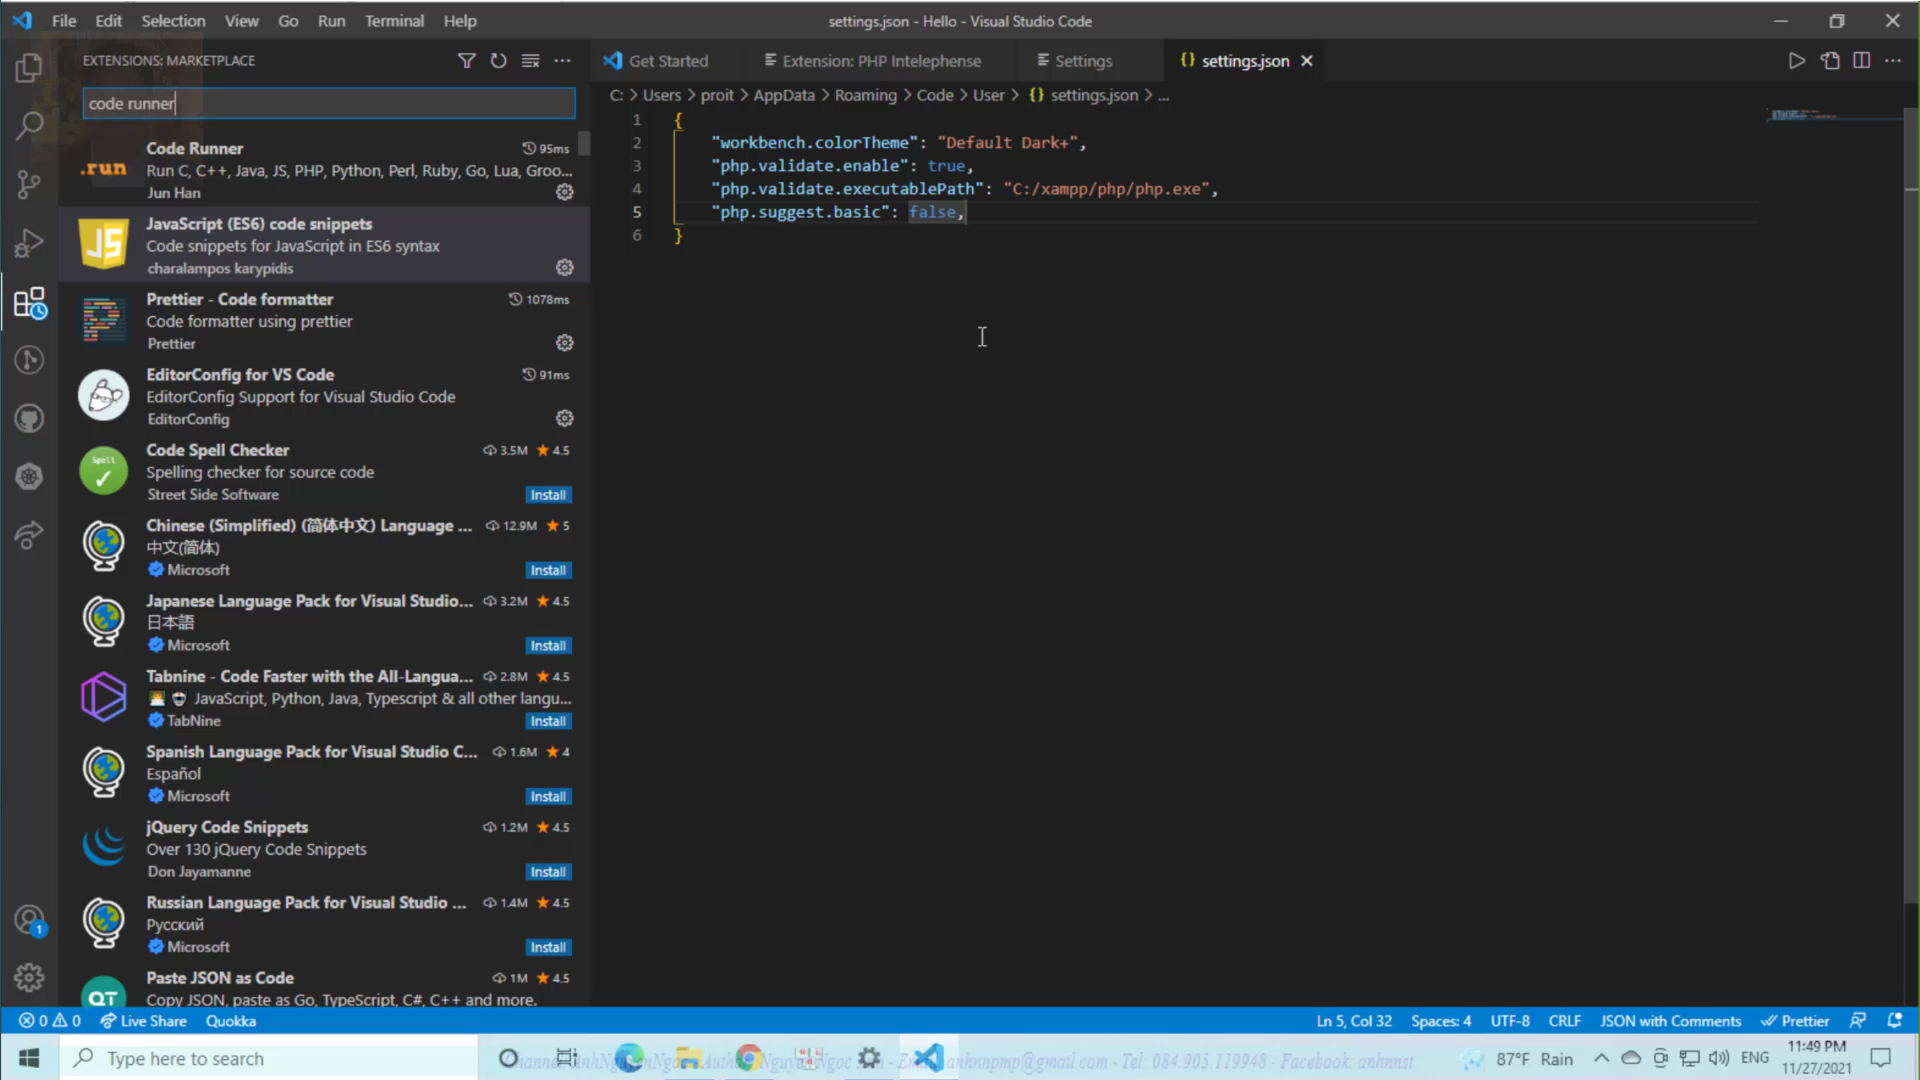 File Edit Selection View Go Run Terminal Help
settings.json - Hello - Visual Studio Code
EXTENSIONS: MARKETPLACE
code runner
.run
Code Runner 95ms
Run C, C++, Java, JS, PHP, Python, Perl, Ruby, Go, Lua, Groo...
Jun Han
JS
JavaScript (ES6) code snippets
Code snippets for JavaScript in ES6 syntax
charalampos karypidis
Prettier - Code formatter 1078ms
Code formatter using prettier
Prettier
EditorConfig for VS Code 91ms
EditorConfig Support for Visual Studio Code
EditorConfig
Spell
Code Spell Checker 3.5M 4.5
Spelling checker for source code
Street Side Software Install
Chinese (Simplified) (简体中文) Language ... 12.9M 5
中文(简体)
Microsoft Install
Japanese Language Pack for Visual Studio... 3.2M 4.5
日本語
Microsoft Install
Tabnine - Code Faster with the All-Langua... 2.8M 4.5
JavaScript, Python, Java, Typescript & all other langu...
TabNine Install
Spanish Language Pack for Visual Studio C... 1.6M 4
Español
Microsoft Install
jQuery Code Snippets 1.2M 4.5
Over 130 jQuery Code Snippets
Don Jayamanne Install
Russian Language Pack for Visual Studio ... 1.4M 4.5
Русский
Microsoft Install
QT
Paste JSON as Code 1M 4.5
Copy JSON, paste as Go, TypeScript, C#, C++ and more.
Get Started Extension: PHP Intelephense Settings {} settings.json
C: > Users > proit > AppData > Roaming > Code > User > {} settings.json > ...
1 {
2 "workbench.colorTheme": "Default Dark+",
3 "php.validate.enable": true,
4 "php.validate.executablePath": "C:/xampp/php/php.exe",
5 "php.suggest.basic": false,
6 }
1
0 0 Live Share Quokka
Ln 5, Col 32 Spaces: 4 UTF-8 CRLF JSON with Comments Prettier
Type here to search
anhnnpmp@gmail.com - Tel: 084.903.119948 - Facebook: anhmnst
87°F Rain ENG
11:49 PM
11/27/2021